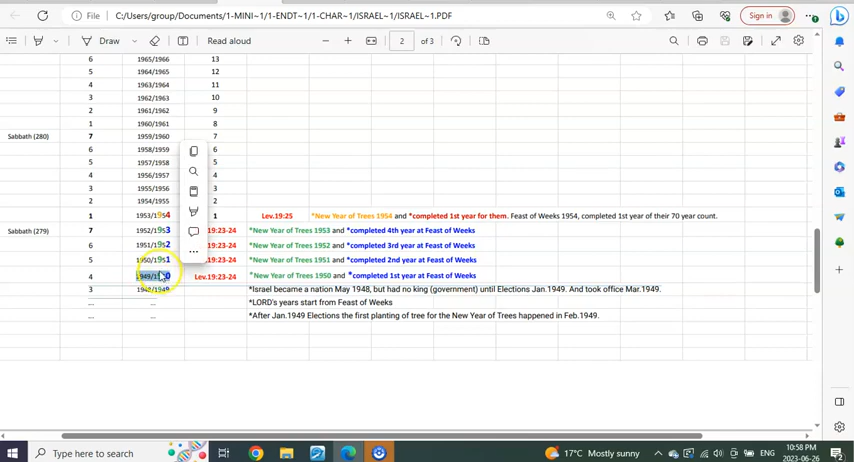 File C:/Users/group/Documents/1-MINI~1/1-ENDT~1/1-CHAR~1/ISRAEL~1/ISRAEL~1.PDF Sign in
Draw Read aloud 2 of 3
6 1965/1966 13
5 1964/1965 12
4 1963/1964 11
3 1962/1963 10
2 1961/1962 9
1 1960/1961 8
Sabbath (280) 7 1959/1960 7
6 1958/1959 6
5 1957/1958 5
4 1956/1957 4
3 1955/1956 3
2 1954/1955 2
1 1953/1954 1 Lev.19:25 *New Year of Trees 1954 and *completed 1st year for them. Feast of Weeks 1954, completed 1st year of their 70 year count.
Sabbath (279) 7 1952/1953 19:23-24 *New Year of Trees 1953 and *completed 4th year at Feast of Weeks
6 1951/1952 19:23-24 *New Year of Trees 1952 and *completed 3rd year at Feast of Weeks
5 1950/1951 19:23-24 *New Year of Trees 1951 and *completed 2nd year at Feast of Weeks
4 1949/1950 Lev.19:23-24 *New Year of Trees 1950 and *completed 1st year at Feast of Weeks
3 1948/1949 *Israel became a nation May 1948, but had no king (government) until Elections Jan.1949. And took office Mar.1949.
... ... *LORD's years start from Feast of Weeks
... ... *After Jan.1949 Elections the first planting of tree for the New Year of Trees happened in Feb.1949.
Type here to search 17°C Mostly sunny ENG 10:58 PM
2023-06-26